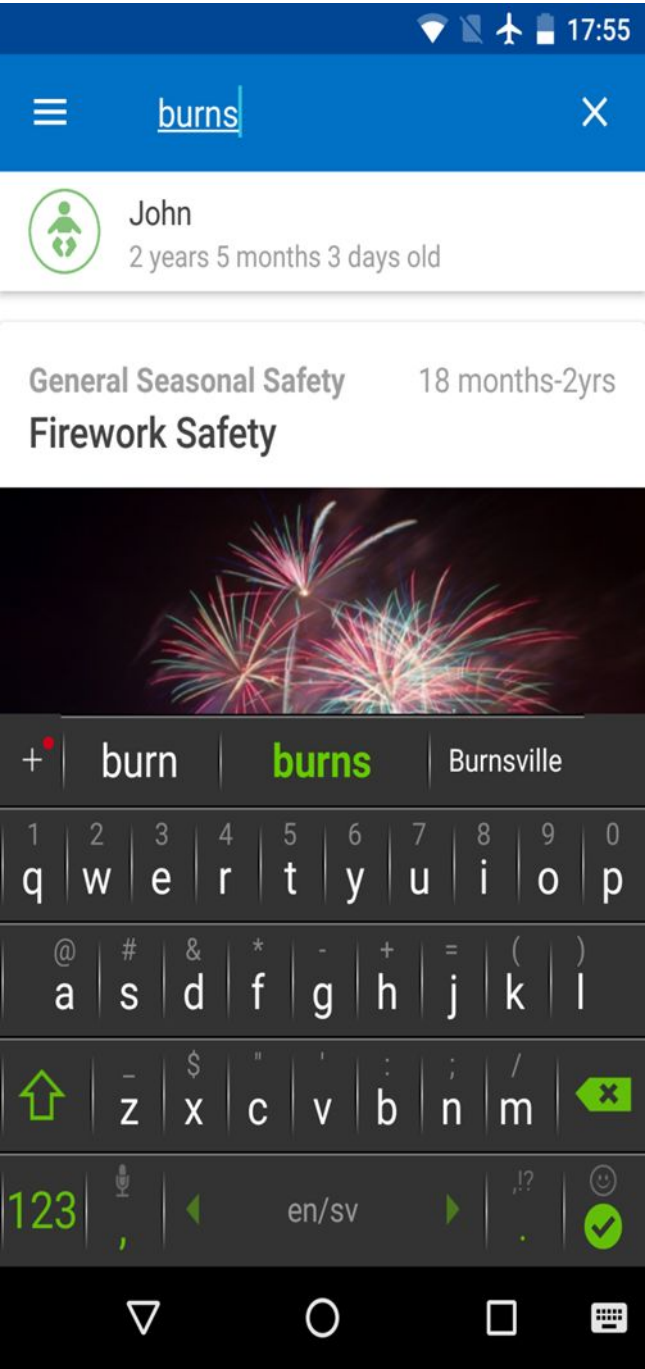 17:55
burns
John
2 years 5 months 3 days old
General Seasonal Safety 18 months-2yrs
Firework Safety
+ burn burns Burnsville
1 2 3 4 5 6 7 8 9 0
q w e r t y u i o p
@ # & * - + = ( )
a s d f g h j k l
_ $ " ' : ; /
z x c v b n m
,!?
123 , en/sv .